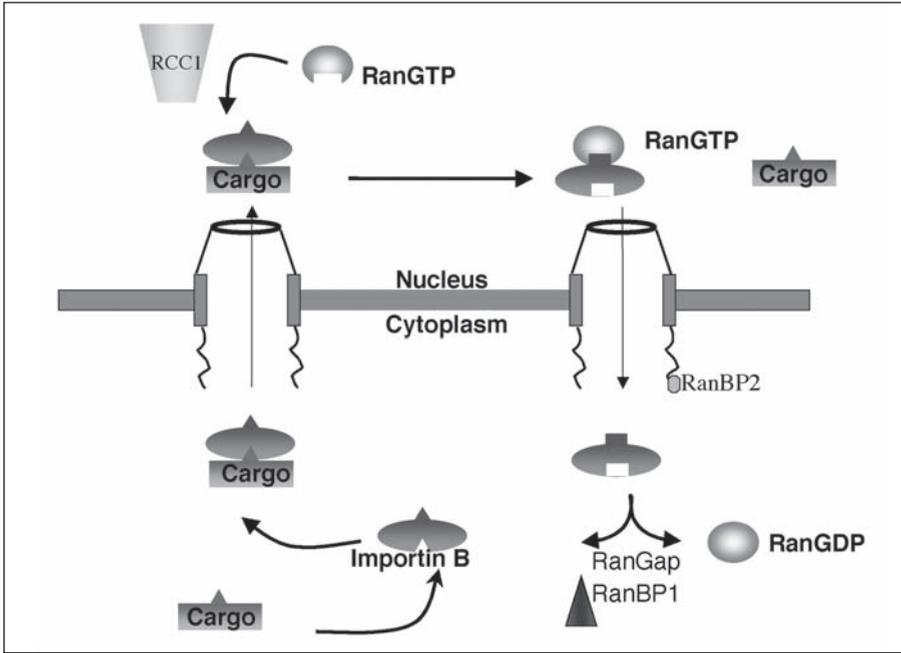 RCC1
RanGTP
RanGTP
Cargo
Cargo
Nucleus
Cytoplasm
RanBP2
Cargo
Importin B
RanGDP
RanGap
RanBP1
Cargo